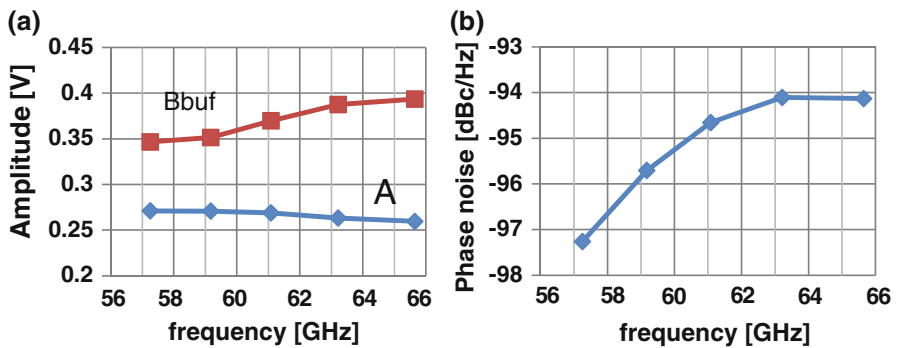 (a)
Amplitude [V]
0.45
0.4
0.35
0.3
0.25
0.2
Bbuf
A
56 58 60 62 64 66
frequency [GHz]
(b)
Phase noise [dBc/Hz]
-93
-94
-95
-96
-97
-98
56 58 60 62 64 66
frequency [GHz]